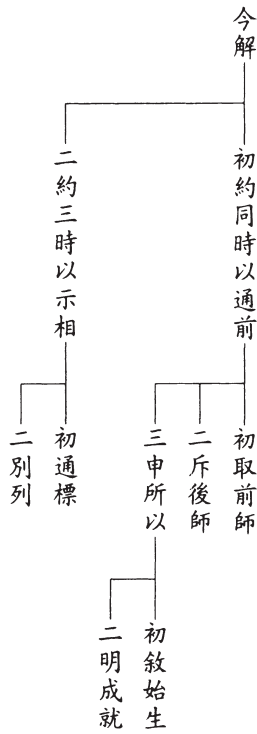 今解
初約同時以通前
初取前師
二斥後師
三申所以
初敘始生
二明成就
二約三時以示相
初通標
二別列